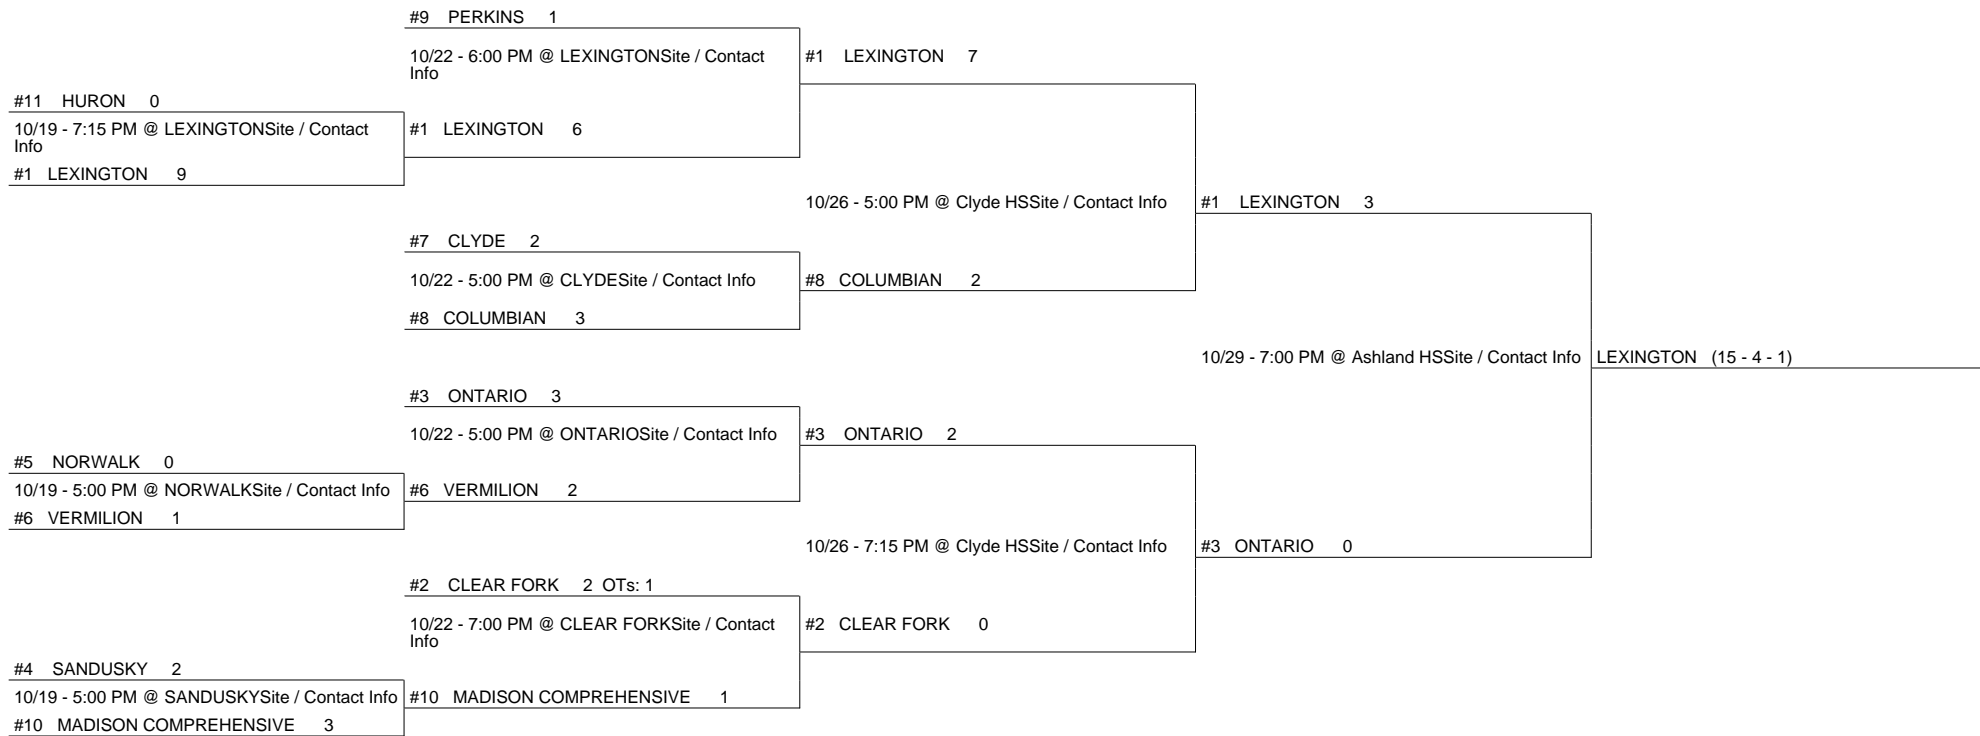 #9 PERKINS 1
10/22 - 6:00 PM @ LEXINGTONSite / Contact
Info
#1 LEXINGTON 7
#11 HURON 0
10/19 - 7:15 PM @ LEXINGTONSite / Contact
Info
#1 LEXINGTON 6
#1 LEXINGTON 9
10/26 - 5:00 PM @ Clyde HSSite / Contact Info
#1 LEXINGTON 3
#7 CLYDE 2
10/22 - 5:00 PM @ CLYDESite / Contact Info
#8 COLUMBIAN 2
#8 COLUMBIAN 3
10/29 - 7:00 PM @ Ashland HSSite / Contact Info
LEXINGTON (15 - 4 - 1)
#3 ONTARIO 3
10/22 - 5:00 PM @ ONTARIOSite / Contact Info
#3 ONTARIO 2
#5 NORWALK 0
10/19 - 5:00 PM @ NORWALKSite / Contact Info
#6 VERMILION 2
#6 VERMILION 1
10/26 - 7:15 PM @ Clyde HSSite / Contact Info
#3 ONTARIO 0
#2 CLEAR FORK 2 OTs: 1
10/22 - 7:00 PM @ CLEAR FORKSite / Contact
Info
#2 CLEAR FORK 0
#4 SANDUSKY 2
10/19 - 5:00 PM @ SANDUSKYSite / Contact Info
#10 MADISON COMPREHENSIVE 1
#10 MADISON COMPREHENSIVE 3